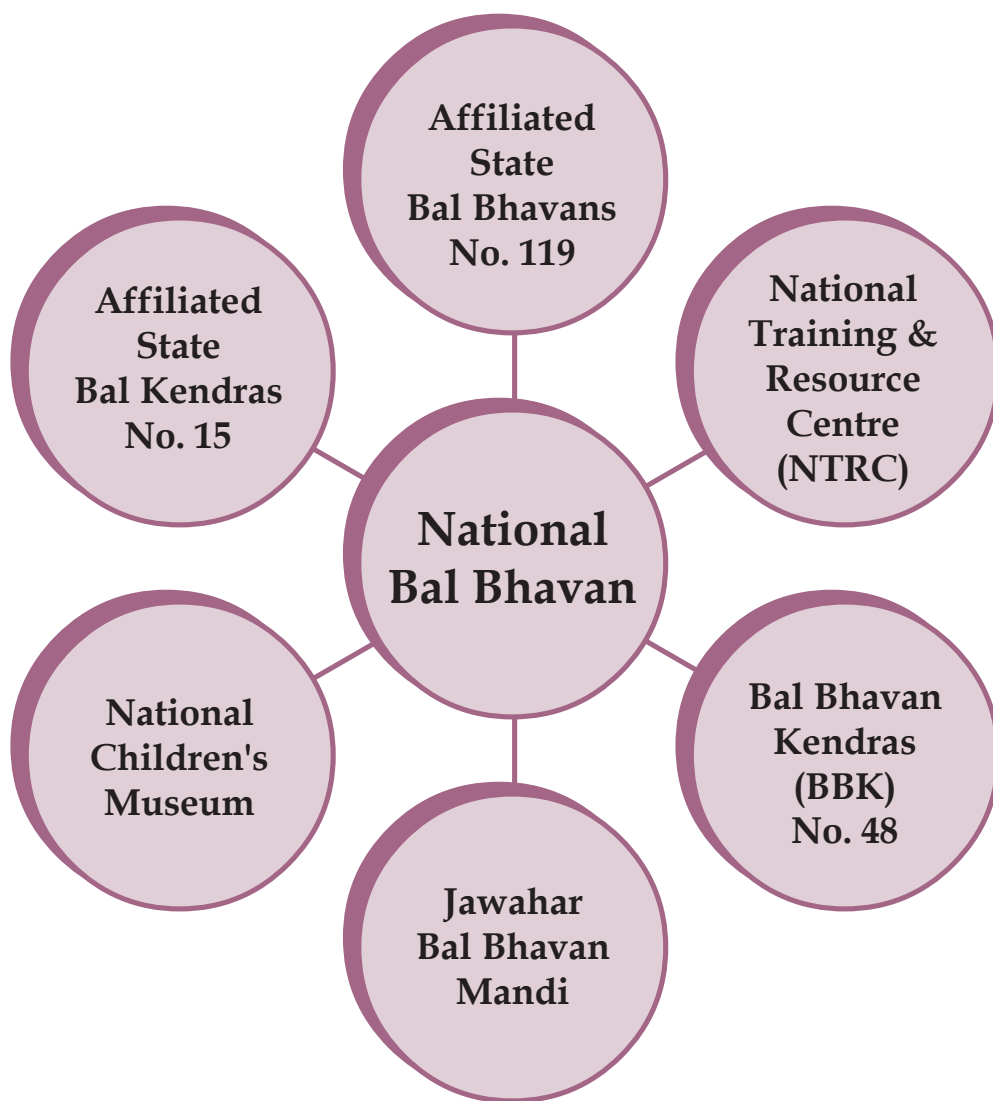 Affiliated
State
Bal Bhavans
No. 119
National
Training &
Resource
Centre
(NTRC)
Bal Bhavan
Kendras
(BBK)
No. 48
Jawahar
Bal Bhavan
Mandi
National
Children's
Museum
Affiliated
State
Bal Kendras
No. 15
National
Bal Bhavan